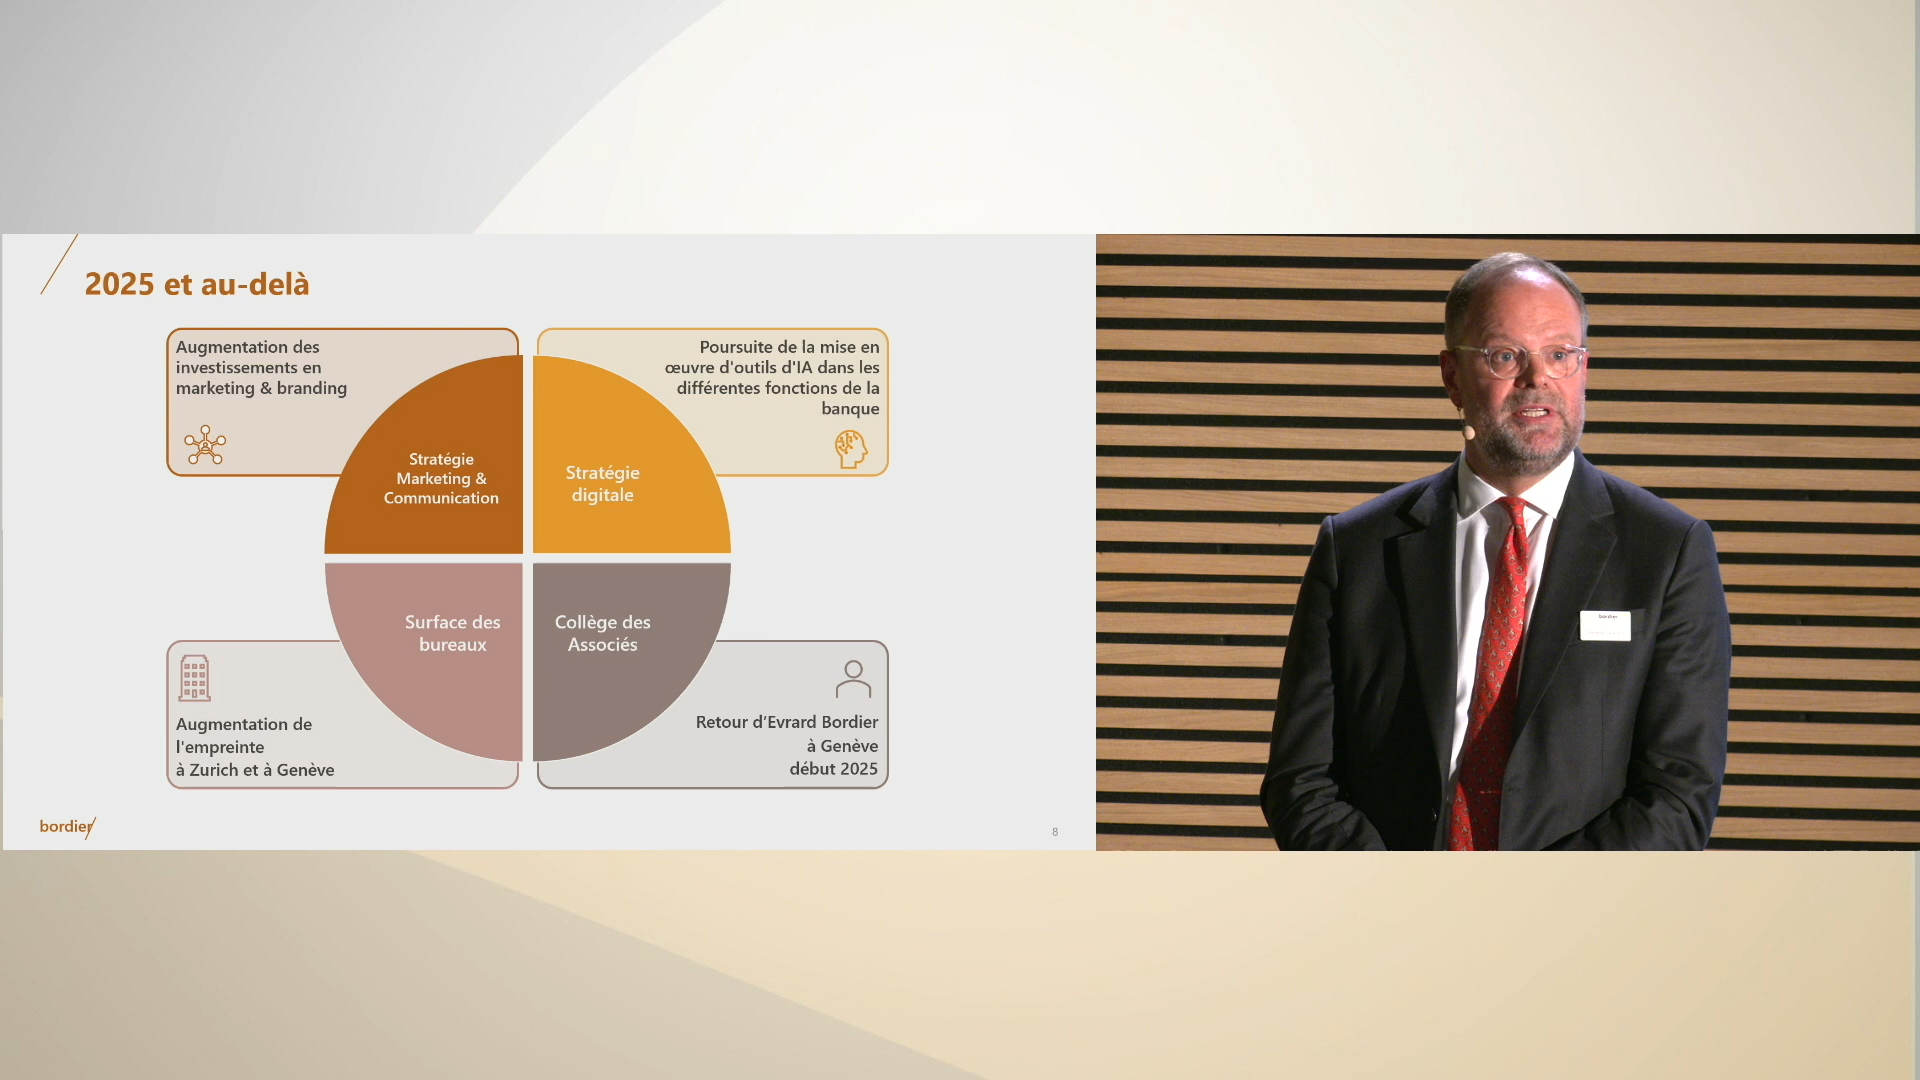 2025 et au-delà
Augmentation des
investissements en
marketing & branding
Poursuite de la mise en
œuvre d'outils d'IA dans les
différentes fonctions de la
banque
Stratégie
Marketing &
Communication
Stratégie
digitale
Surface des
bureaux
Collège des
Associés
Augmentation de
l'empreinte
à Zurich et à Genève
Retour d’Evrard Bordier
à Genève
début 2025
bordier
8
bordier